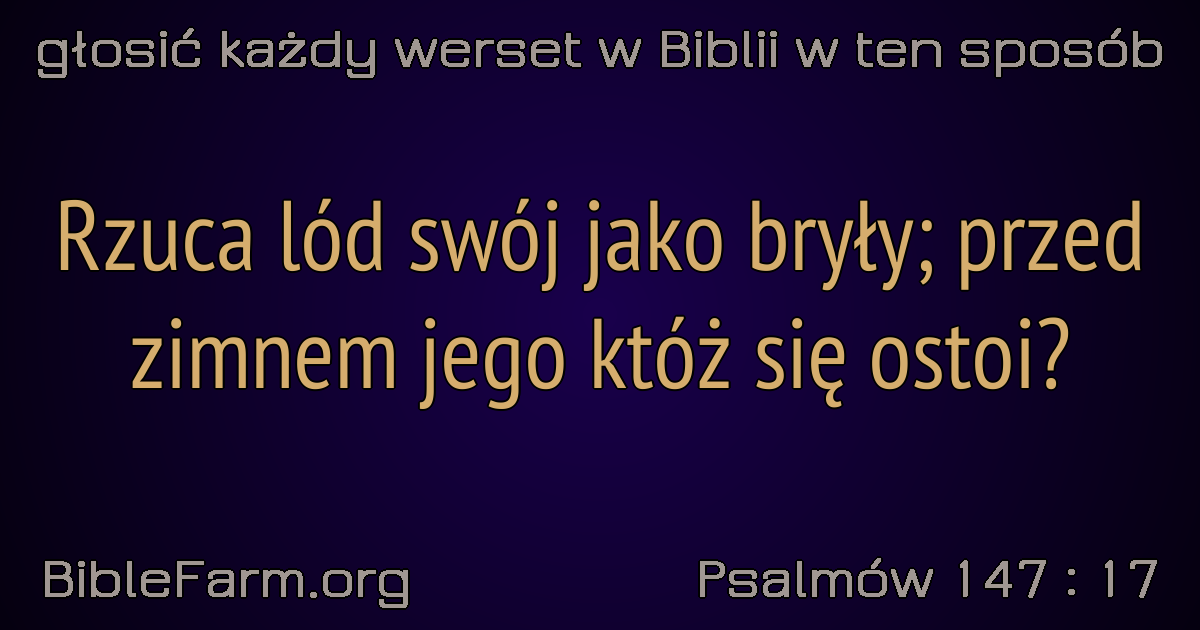 głosić każdy werset w Biblii w ten sposób
Rzuca lód swój jako bryły; przed
zimnem jego któż się ostoi?
BibleFarm.org
Psalmów 147 : 17